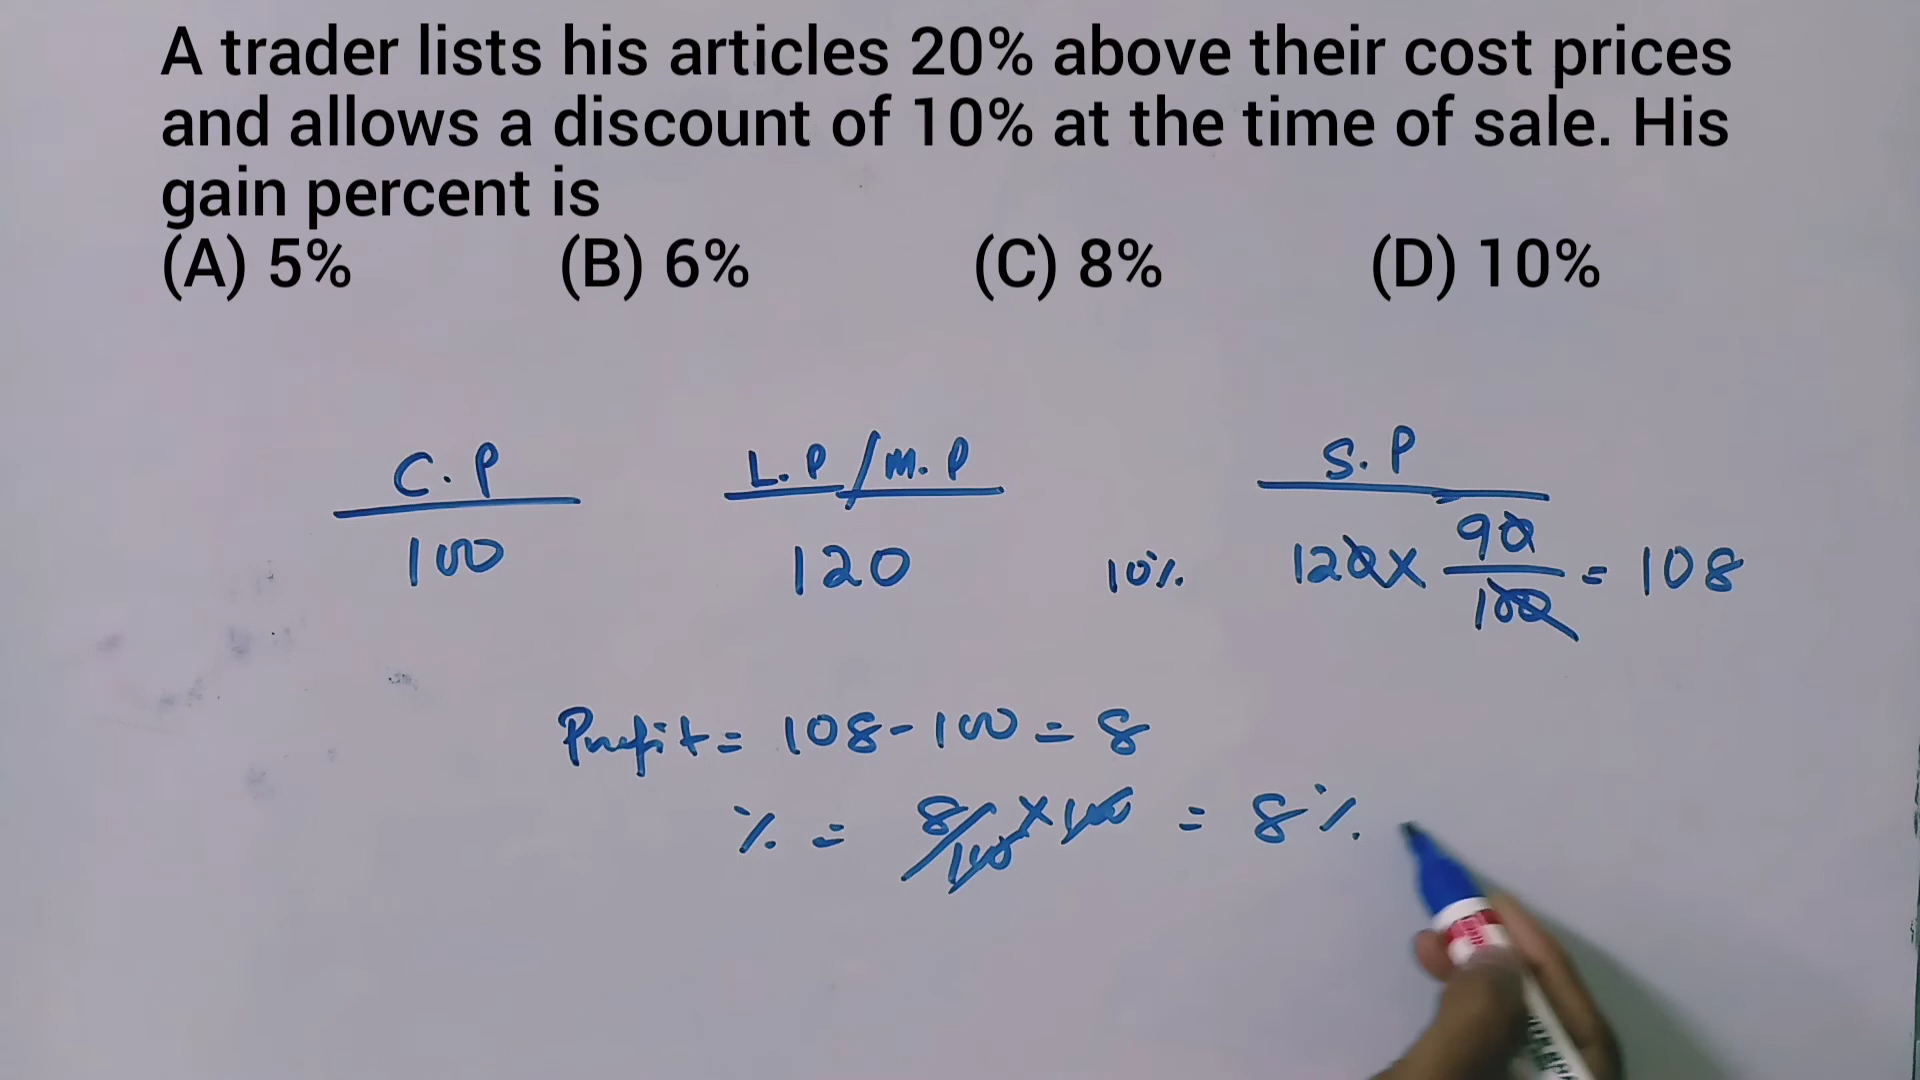 A trader lists his articles 20% above their cost prices
and allows a discount of 10% at the time of sale. His
gain percent is
(A) 5% (B) 6% (C) 8% (D) 10%
C.P L.P/M.P S.P
100 120 10% 120 x 90/100 = 108
Profit = 108 - 100 = 8
% = 8/100 x 100 = 8%.